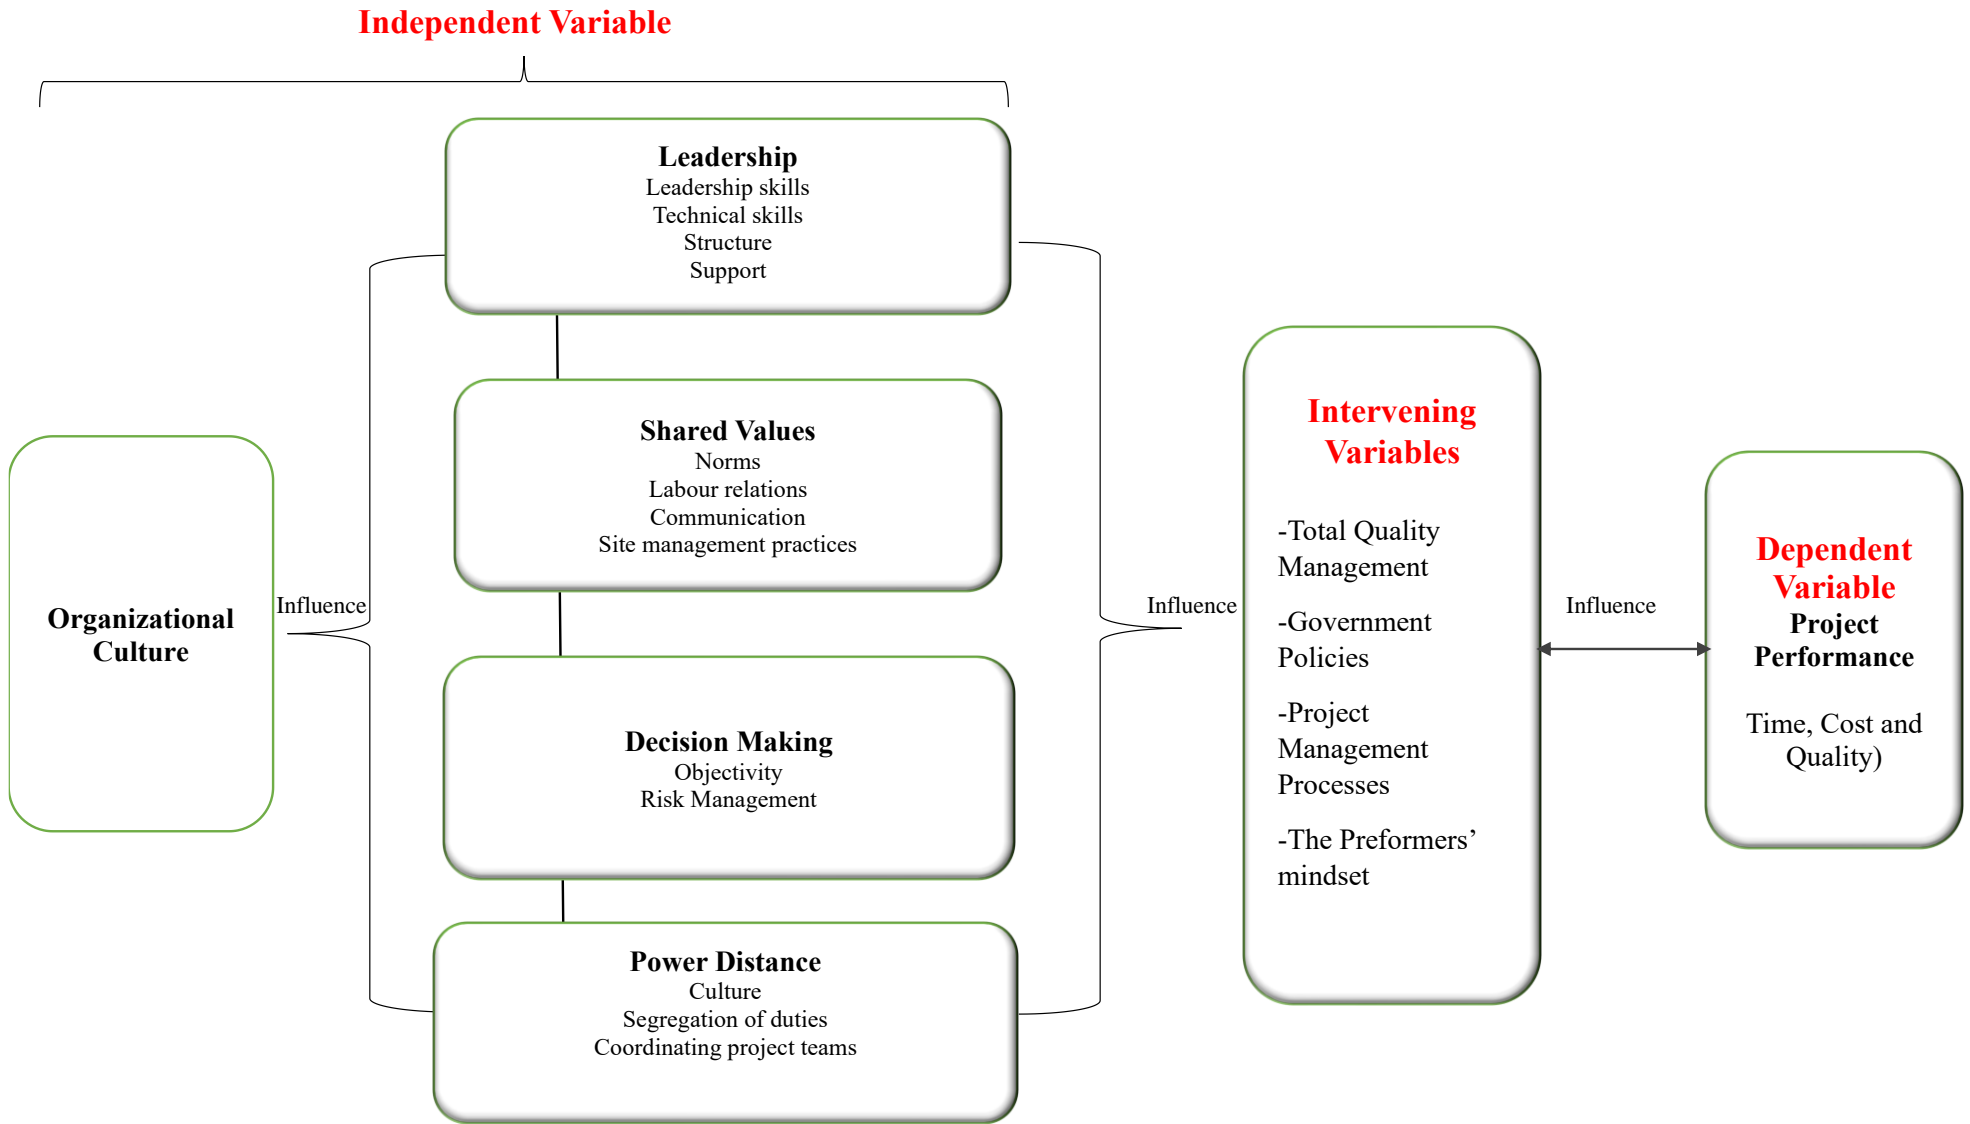 Independent Variable
Leadership
Leadership skills
Technical skills
Structure
Support
Shared Values
Norms
Labour relations
Communication
Site management practices
Decision Making
Objectivity
Risk Management
Power Distance
Culture
Segregation of duties
Coordinating project teams
Organizational
Culture
Influence
Influence
Intervening
Variables
-Total Quality
Management
-Government
Policies
-Project
Management
Processes
-The Preformers’
mindset
Influence
Dependent
Variable
Project
Performance
Time, Cost and
Quality)